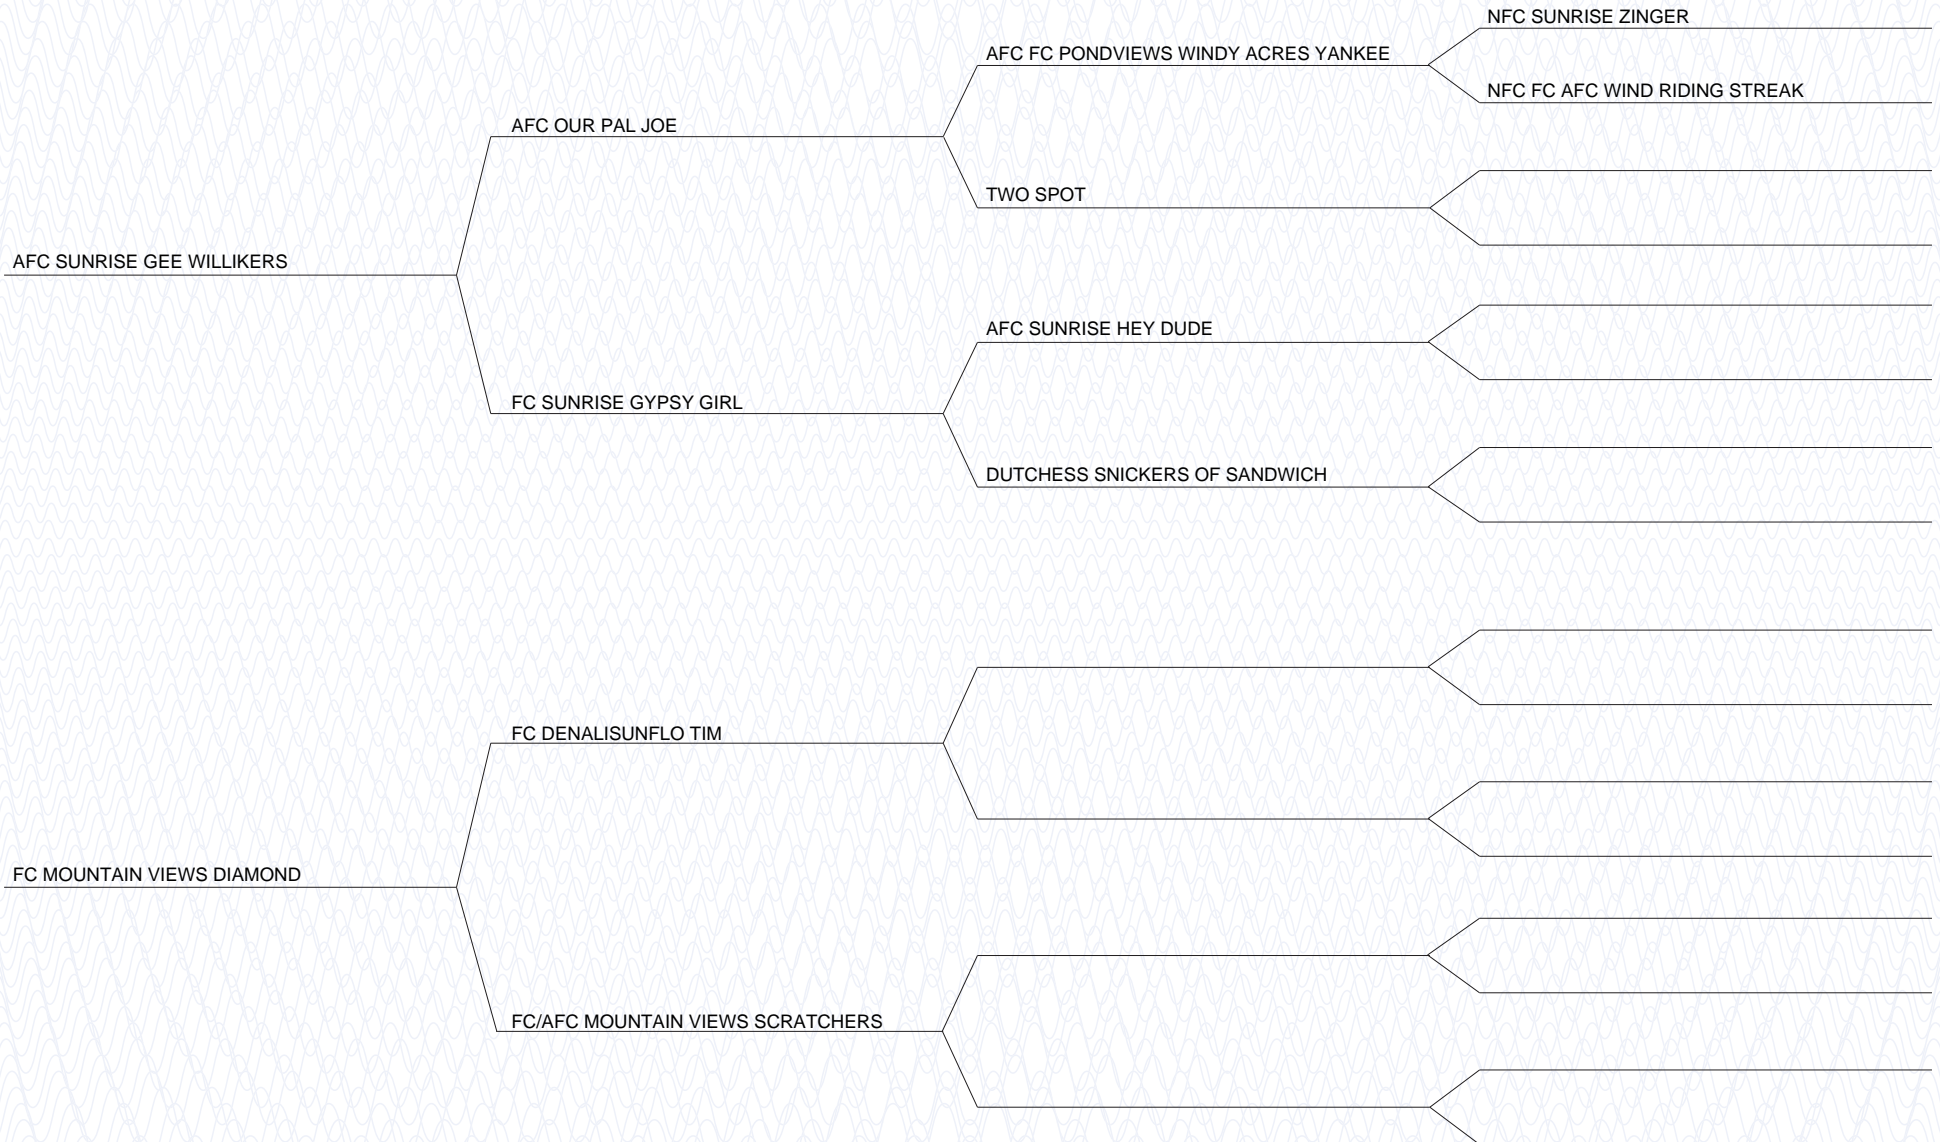 NFC SUNRISE ZINGER
AFC FC PONDVIEWS WINDY ACRES YANKEE
NFC FC AFC WIND RIDING STREAK
AFC OUR PAL JOE
TWO SPOT
AFC SUNRISE GEE WILLIKERS
AFC SUNRISE HEY DUDE
FC SUNRISE GYPSY GIRL
DUTCHESS SNICKERS OF SANDWICH
FC DENALISUNFLO TIM
FC MOUNTAIN VIEWS DIAMOND
FC/AFC MOUNTAIN VIEWS SCRATCHERS